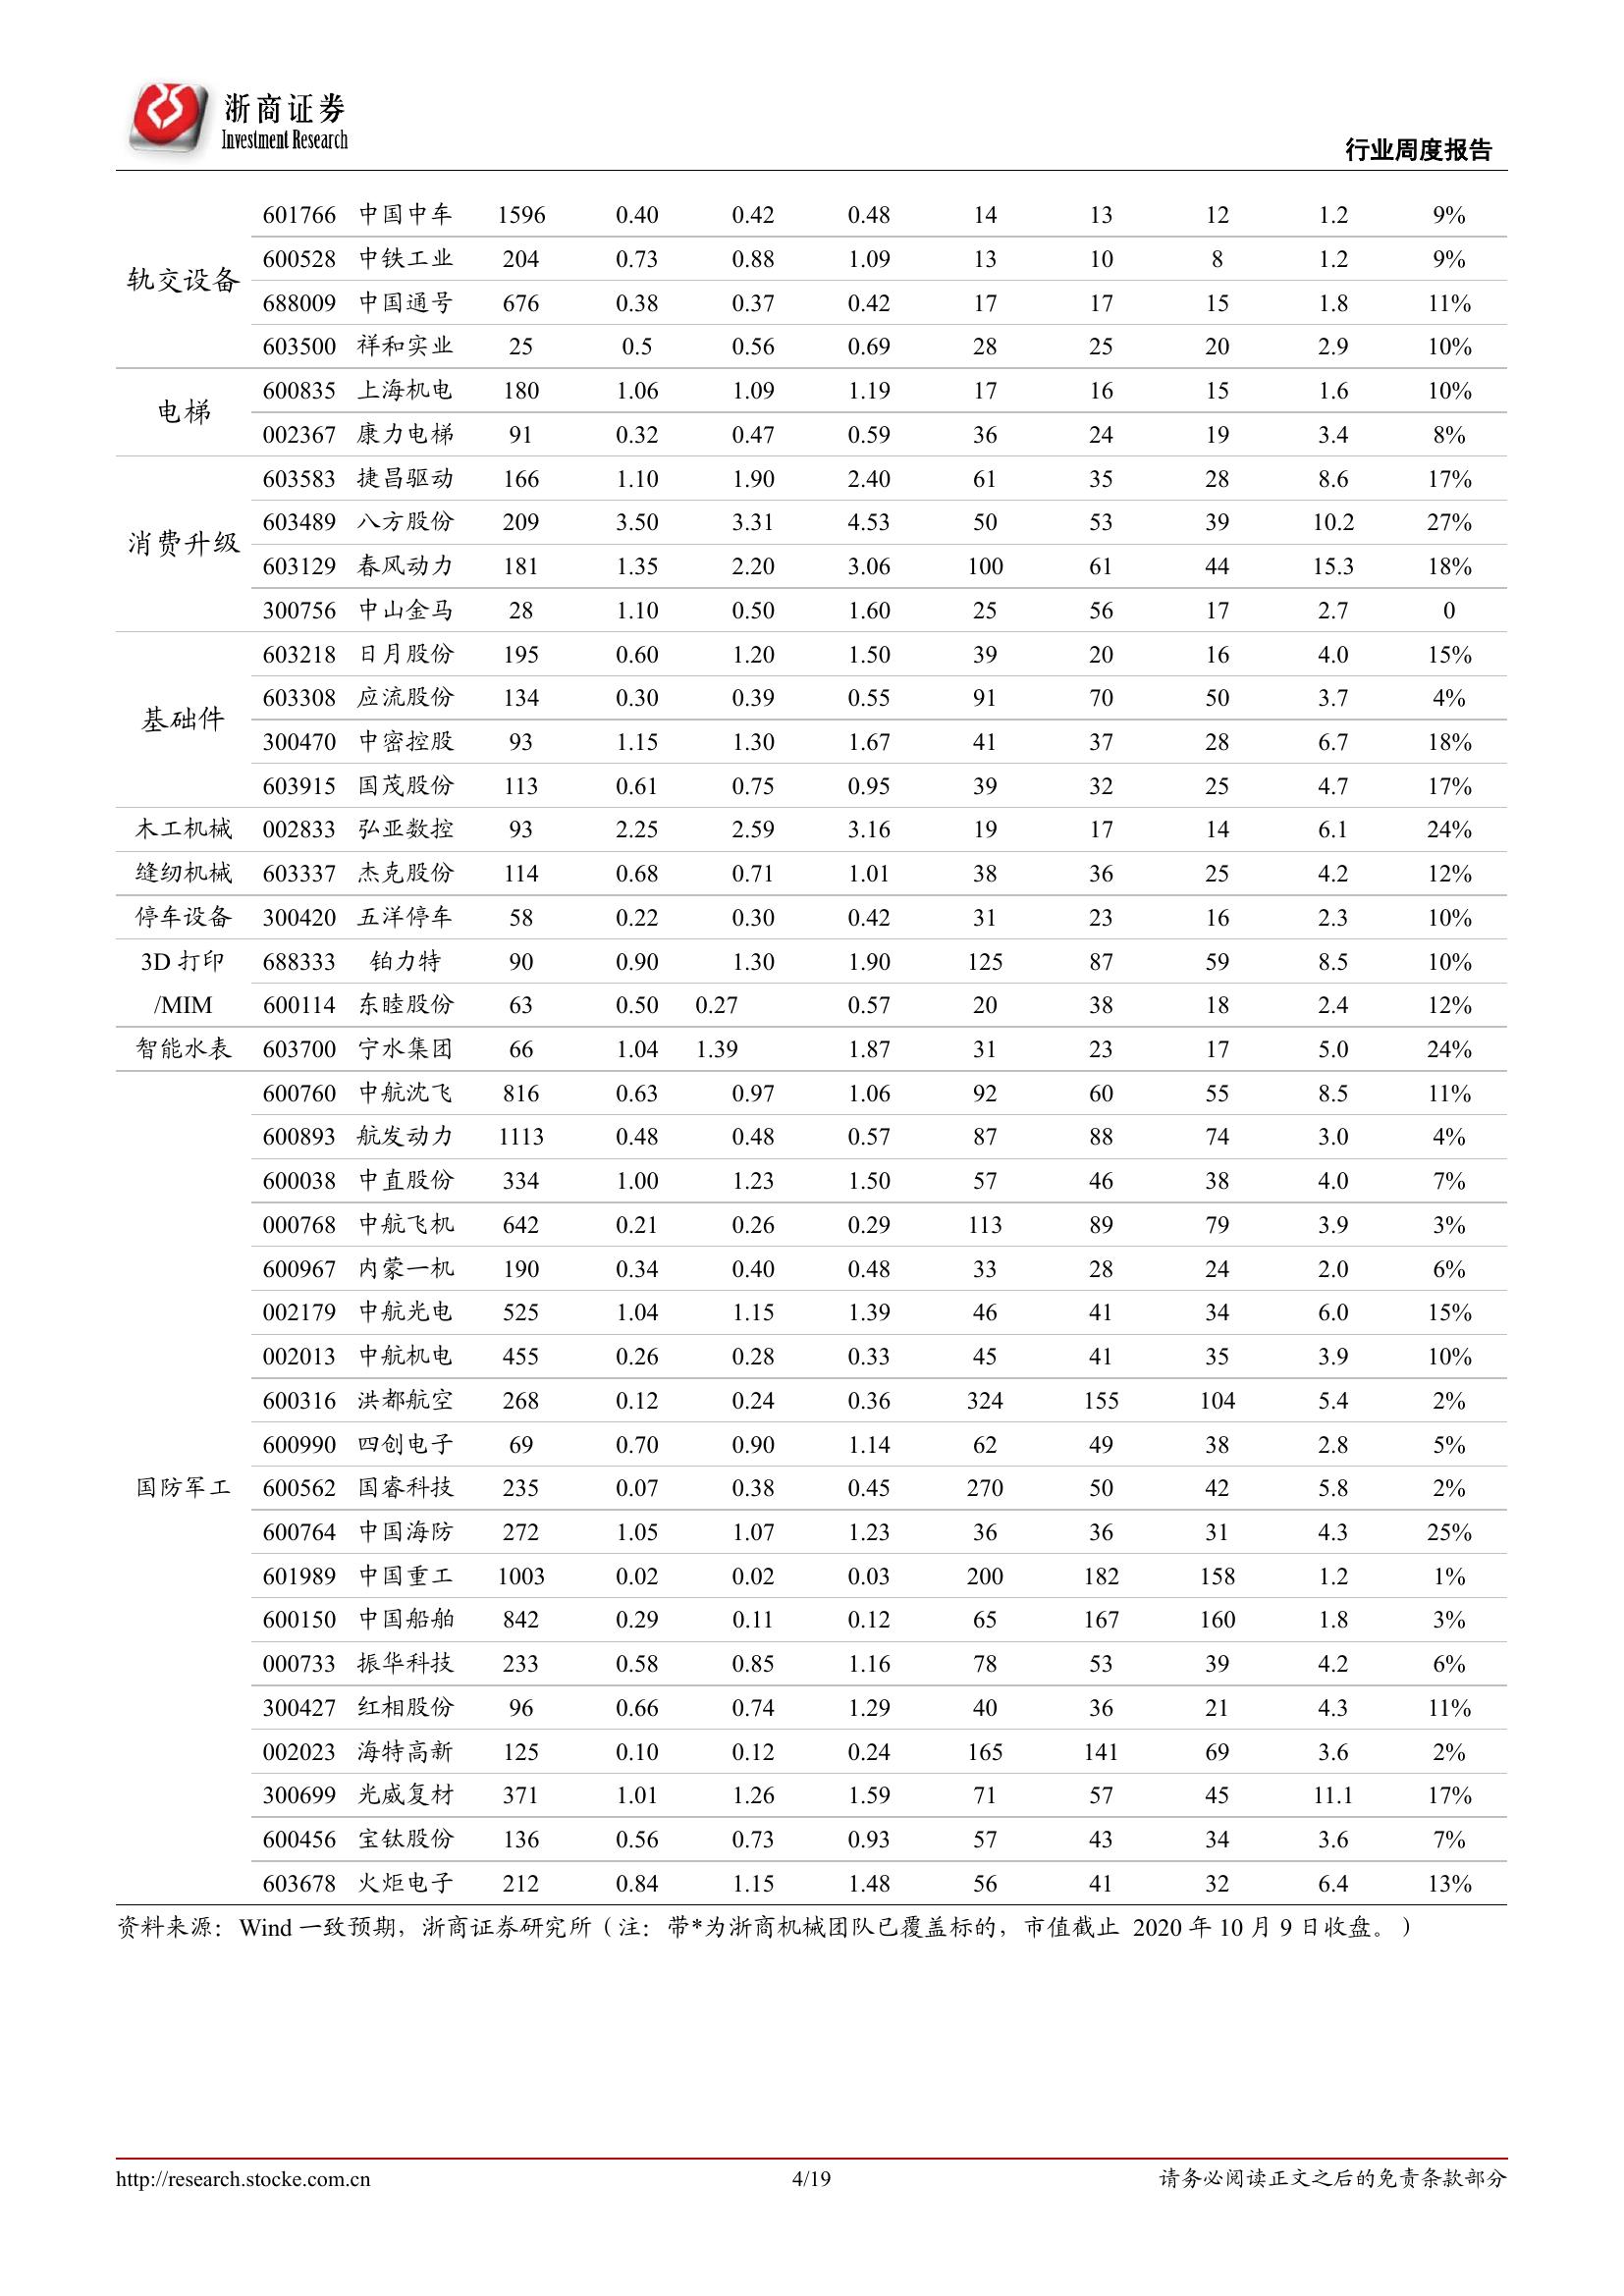 浙商证券
Investment Research
行业周度报告
601766 中国中车 1596 0.40 0.42 0.48 14 13 12 1.2 9%
轨交设备
600528 中铁工业 204 0.73 0.88 1.09 13 10 8 1.2 9%
688009 中国通号 676 0.38 0.37 0.42 17 17 15 1.8 11%
603500 祥和实业 25 0.5 0.56 0.69 28 25 20 2.9 10%
电梯
600835 上海机电 180 1.06 1.09 1.19 17 16 15 1.6 10%
002367 康力电梯 91 0.32 0.47 0.59 36 24 19 3.4 8%
消费升级
603583 捷昌驱动 166 1.10 1.90 2.40 61 35 28 8.6 17%
603489 八方股份 209 3.50 3.31 4.53 50 53 39 10.2 27%
603129 春风动力 181 1.35 2.20 3.06 100 61 44 15.3 18%
300756 中山金马 28 1.10 0.50 1.60 25 56 17 2.7 0
基础件
603218 日月股份 195 0.60 1.20 1.50 39 20 16 4.0 15%
603308 应流股份 134 0.30 0.39 0.55 91 70 50 3.7 4%
300470 中密控股 93 1.15 1.30 1.67 41 37 28 6.7 18%
603915 国茂股份 113 0.61 0.75 0.95 39 32 25 4.7 17%
木工机械 002833 弘亚数控 93 2.25 2.59 3.16 19 17 14 6.1 24%
缝纫机械 603337 杰克股份 114 0.68 0.71 1.01 38 36 25 4.2 12%
停车设备 300420 五洋停车 58 0.22 0.30 0.42 31 23 16 2.3 10%
3D 打印 688333 铂力特 90 0.90 1.30 1.90 125 87 59 8.5 10%
/MIM 600114 东睦股份 63 0.50 0.27 0.57 20 38 18 2.4 12%
智能水表 603700 宁水集团 66 1.04 1.39 1.87 31 23 17 5.0 24%
600760 中航沈飞 816 0.63 0.97 1.06 92 60 55 8.5 11%
600893 航发动力 1113 0.48 0.48 0.57 87 88 74 3.0 4%
600038 中直股份 334 1.00 1.23 1.50 57 46 38 4.0 7%
000768 中航飞机 642 0.21 0.26 0.29 113 89 79 3.9 3%
600967 内蒙一机 190 0.34 0.40 0.48 33 28 24 2.0 6%
002179 中航光电 525 1.04 1.15 1.39 46 41 34 6.0 15%
002013 中航机电 455 0.26 0.28 0.33 45 41 35 3.9 10%
600316 洪都航空 268 0.12 0.24 0.36 324 155 104 5.4 2%
600990 四创电子 69 0.70 0.90 1.14 62 49 38 2.8 5%
国防军工 600562 国睿科技 235 0.07 0.38 0.45 270 50 42 5.8 2%
600764 中国海防 272 1.05 1.07 1.23 36 36 31 4.3 25%
601989 中国重工 1003 0.02 0.02 0.03 200 182 158 1.2 1%
600150 中国船舶 842 0.29 0.11 0.12 65 167 160 1.8 3%
000733 振华科技 233 0.58 0.85 1.16 78 53 39 4.2 6%
300427 红相股份 96 0.66 0.74 1.29 40 36 21 4.3 11%
002023 海特高新 125 0.10 0.12 0.24 165 141 69 3.6 2%
300699 光威复材 371 1.01 1.26 1.59 71 57 45 11.1 17%
600456 宝钛股份 136 0.56 0.73 0.93 57 43 34 3.6 7%
603678 火炬电子 212 0.84 1.15 1.48 56 41 32 6.4 13%
资料来源：Wind 一致预期，浙商证券研究所（注：带*为浙商机械团队已覆盖标的，市值截止 2020 年 10 月 9 日收盘。）
http://research.stocke.com.cn 4/19 请务必阅读正文之后的免责条款部分